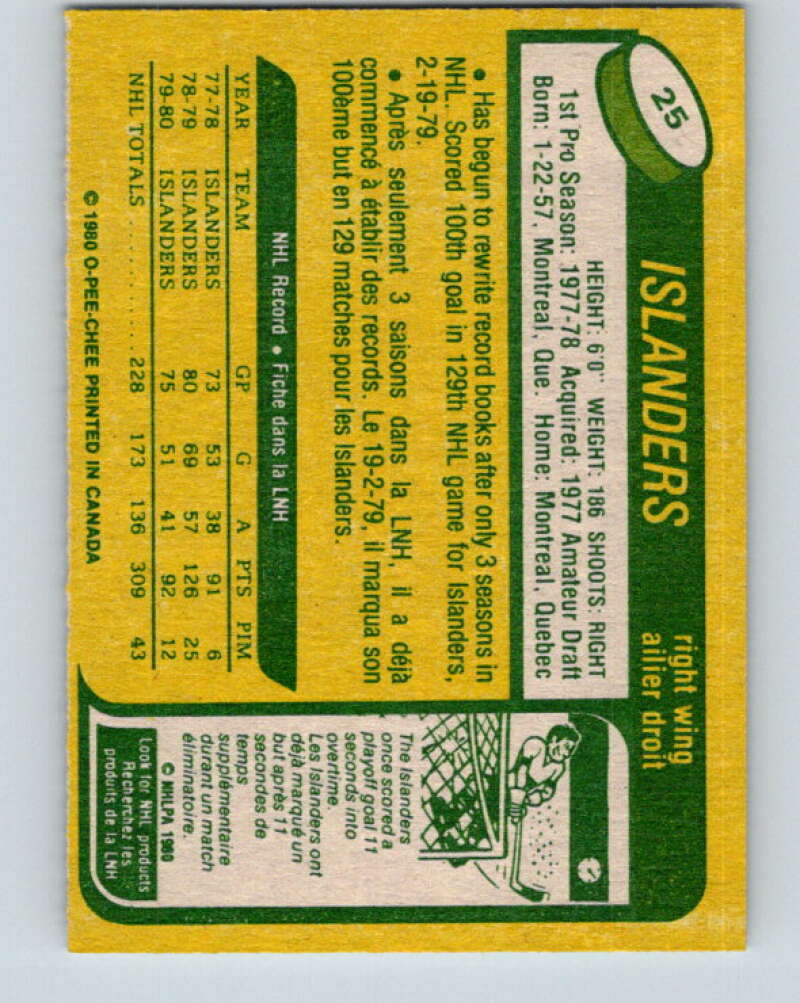 25
ISLANDERS
right wing
ailier droit
HEIGHT: 6'0" WEIGHT: 186 SHOOTS: RIGHT
1st Pro Season: 1977-78 Acquired: 1977 Amateur Draft
Born: 1-22-57, Montreal, Que. Home: Montreal, Quebec
• Has begun to rewrite record books after only 3 seasons in
NHL. Scored 100th goal in 129th NHL game for Islanders,
2-19-79.
• Après seulement 3 saisons dans la LNH, il a déjà
commencé à établir des records. Le 19-2-79, il marqua son
100ème but en 129 matches pour les Islanders.
NHL Record • Fiche dans la LNH
YEAR TEAM GP G A PTS PIM
77-78 ISLANDERS 73 53 38 91 6
78-79 ISLANDERS 80 69 57 126 25
79-80 ISLANDERS 75 51 41 92 12
NHL TOTALS . . . . . . . . . 228 173 136 309 43
© 1980 O-PEE-CHEE PRINTED IN CANADA
The Islanders
once scored a
playoff goal 11
seconds into
overtime.
Les Islanders ont
déjà marqué un
but après 11
secondes de
temps
supplémentaire
durant un match
éliminatoire.
© NHLPA 1980
Look for NHL products
Recherchez les
produits de la LNH